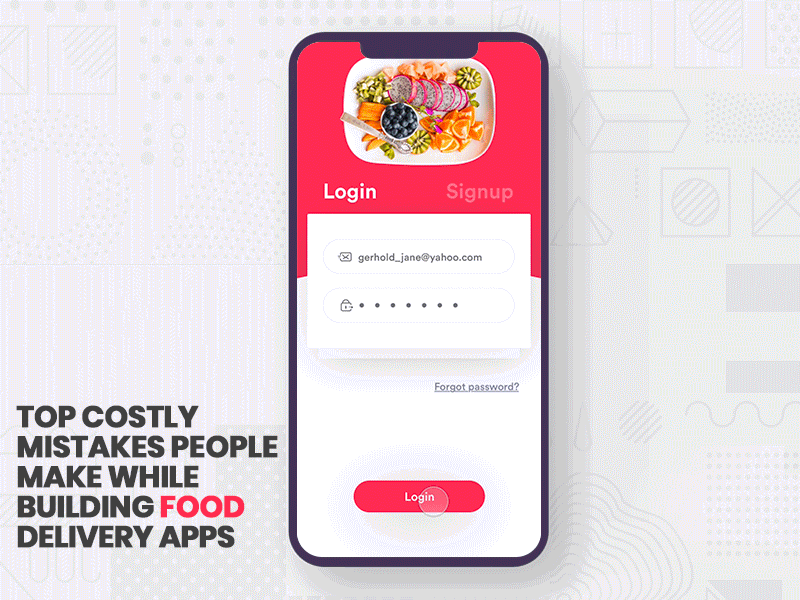 Login
Signup
gerhold_jane@yahoo.com
Forgot password?
Login
TOP COSTLY
MISTAKES PEOPLE
MAKE WHILE
BUILDING FOOD
DELIVERY APPS